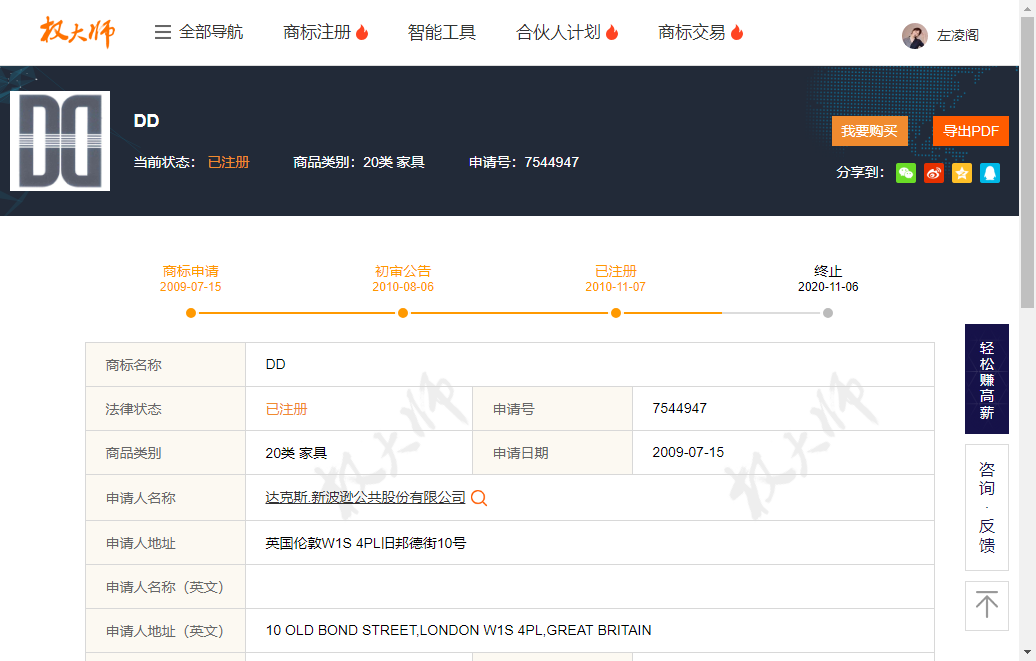 权大师 全部导航 商标注册 智能工具 合伙人计划 商标交易 左凌阁
DD
DD
我要购买 导出PDF
当前状态： 已注册 商品类别：20类 家具 申请号：7544947
分享到：
商标申请 初审公告 已注册 终止
2009-07-15 2010-08-06 2010-11-07 2020-11-06
商标名称 DD
法律状态 已注册 申请号 7544947
商品类别 20类 家具 申请日期 2009-07-15
申请人名称 达克斯.新波逊公共股份有限公司
申请人地址 英国伦敦W1S 4PL旧邦德街10号
申请人名称（英文）
申请人地址（英文） 10 OLD BOND STREET,LONDON W1S 4PL,GREAT BRITAIN
权大师 权大师
轻松赚高薪
咨询·反馈